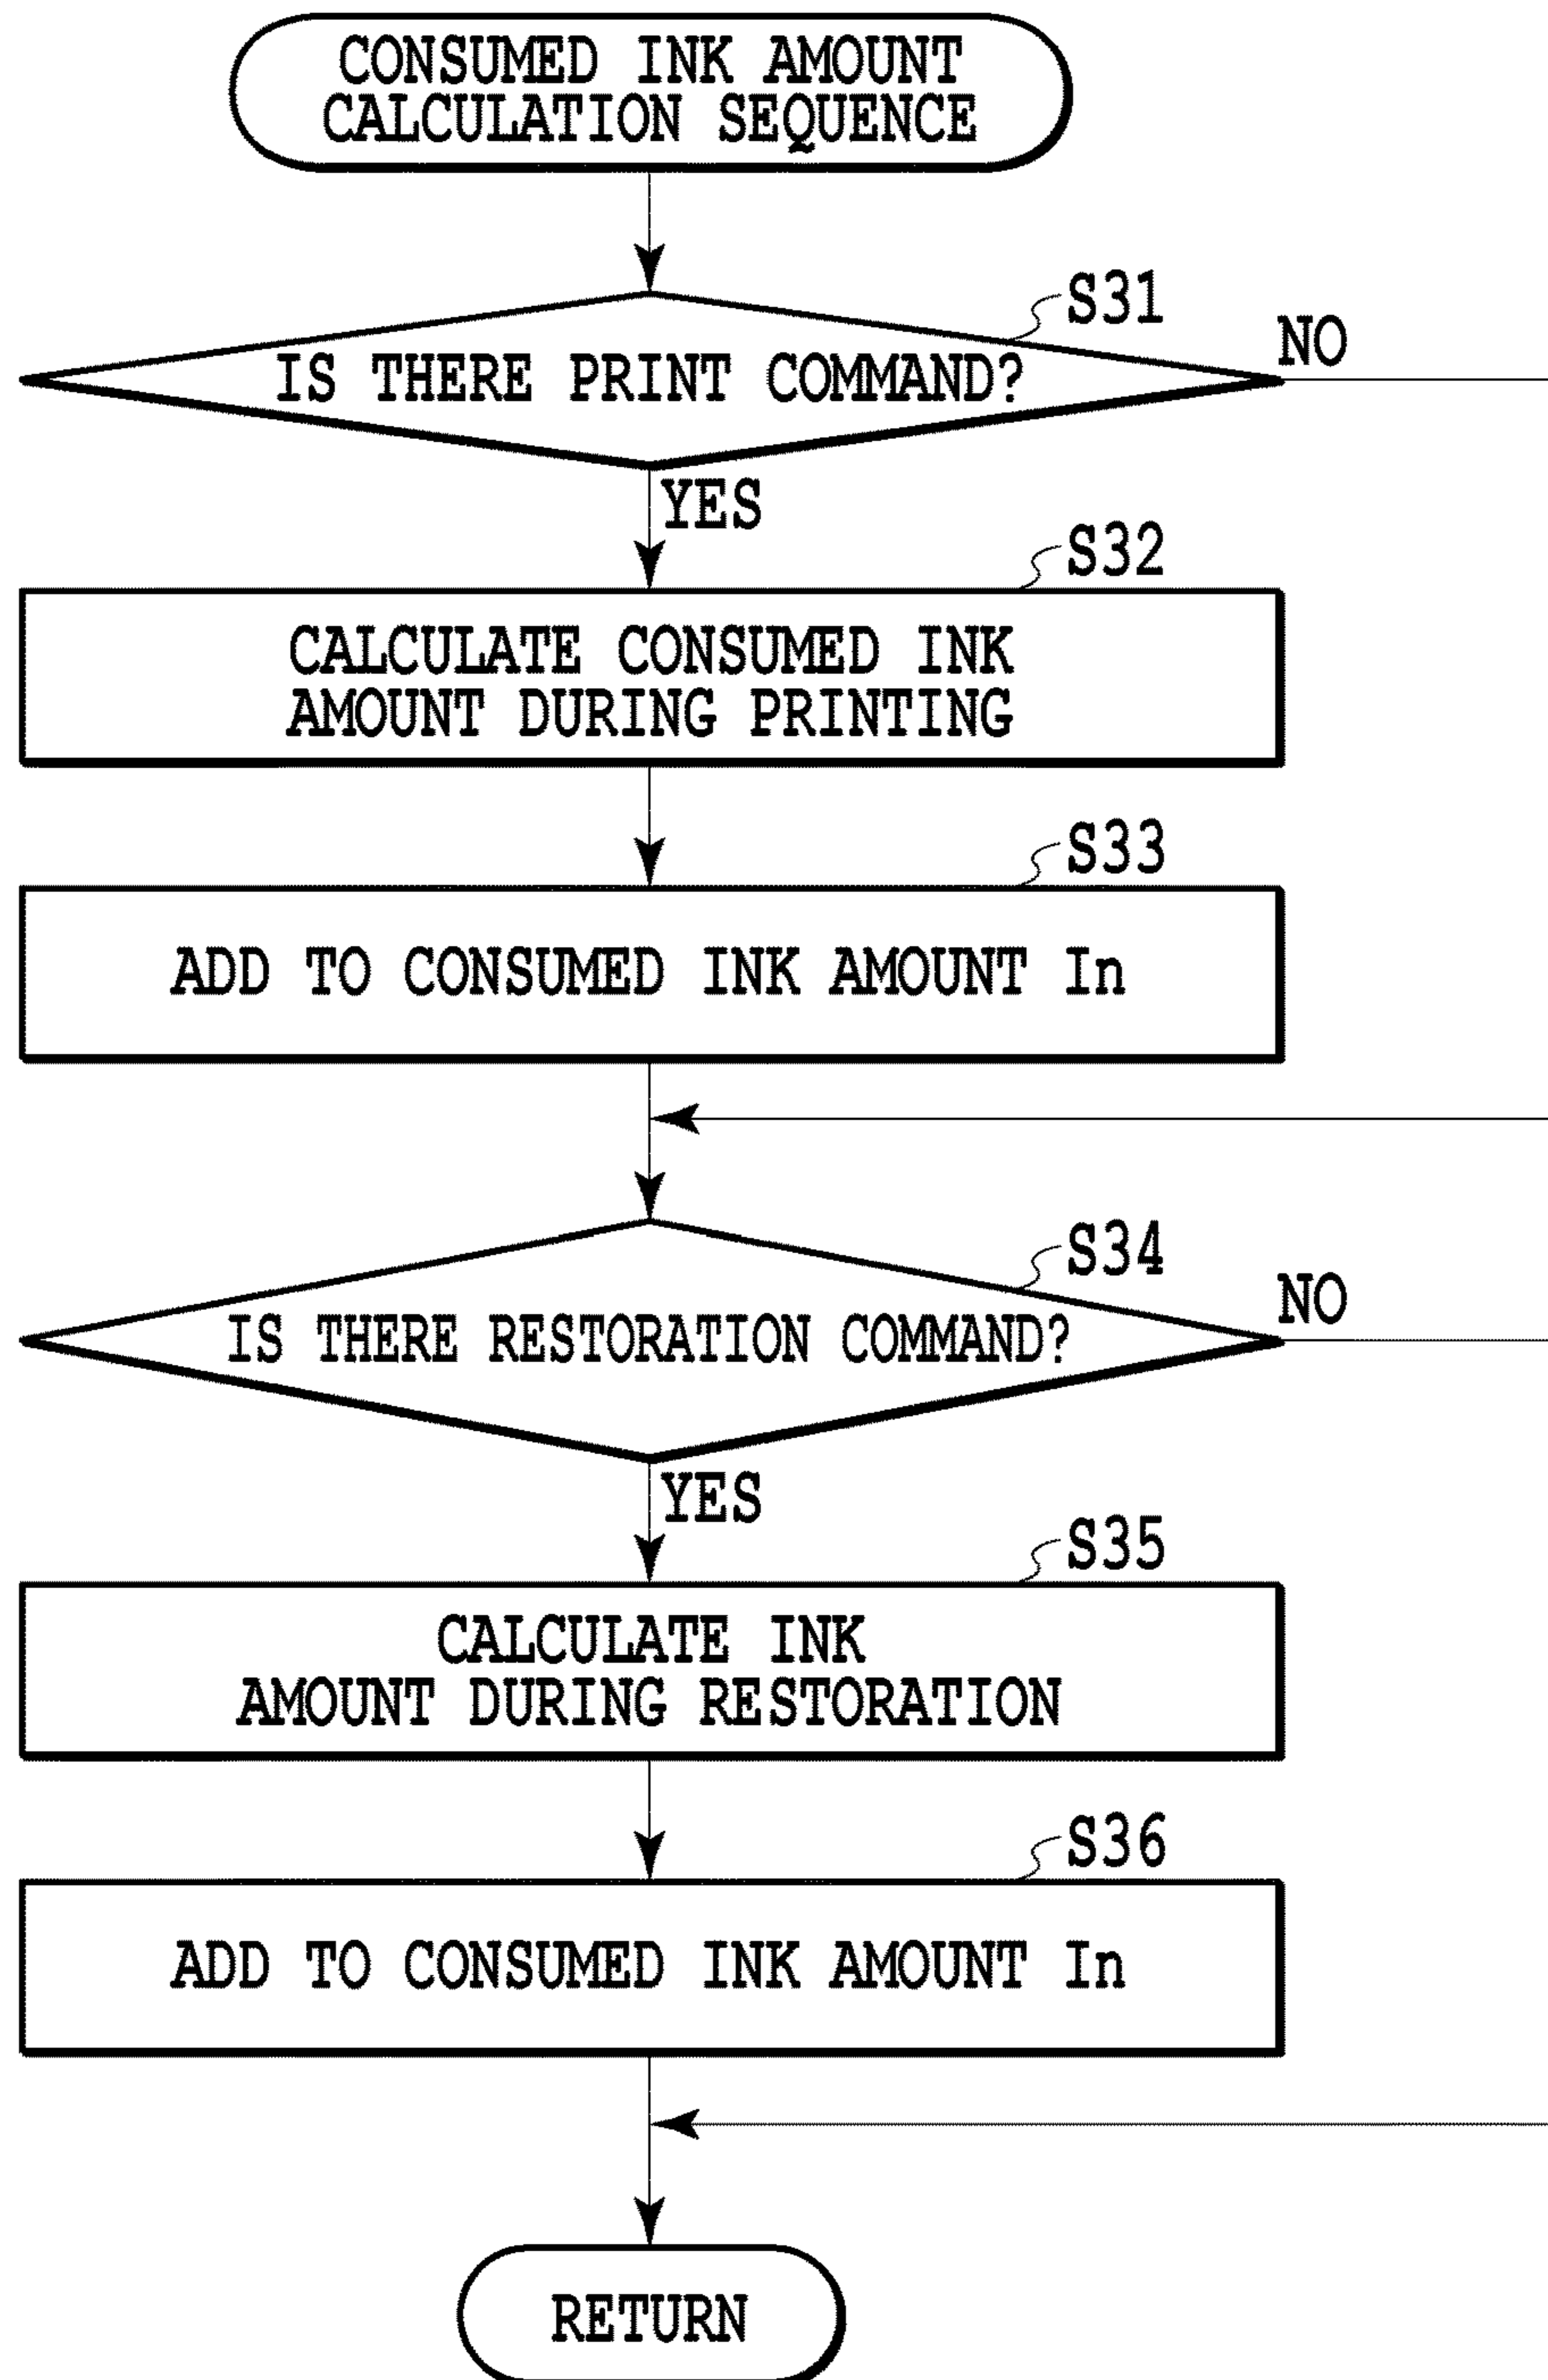 CONSUMED INK AMOUNT
CALCULATION SEQUENCE
S31
IS THERE PRINT COMMAND?
NO
YES
S32
CALCULATE CONSUMED INK
AMOUNT DURING PRINTING
S33
ADD TO CONSUMED INK AMOUNT In
S34
IS THERE RESTORATION COMMAND?
NO
YES
S35
CALCULATE INK
AMOUNT DURING RESTORATION
S36
ADD TO CONSUMED INK AMOUNT In
RETURN